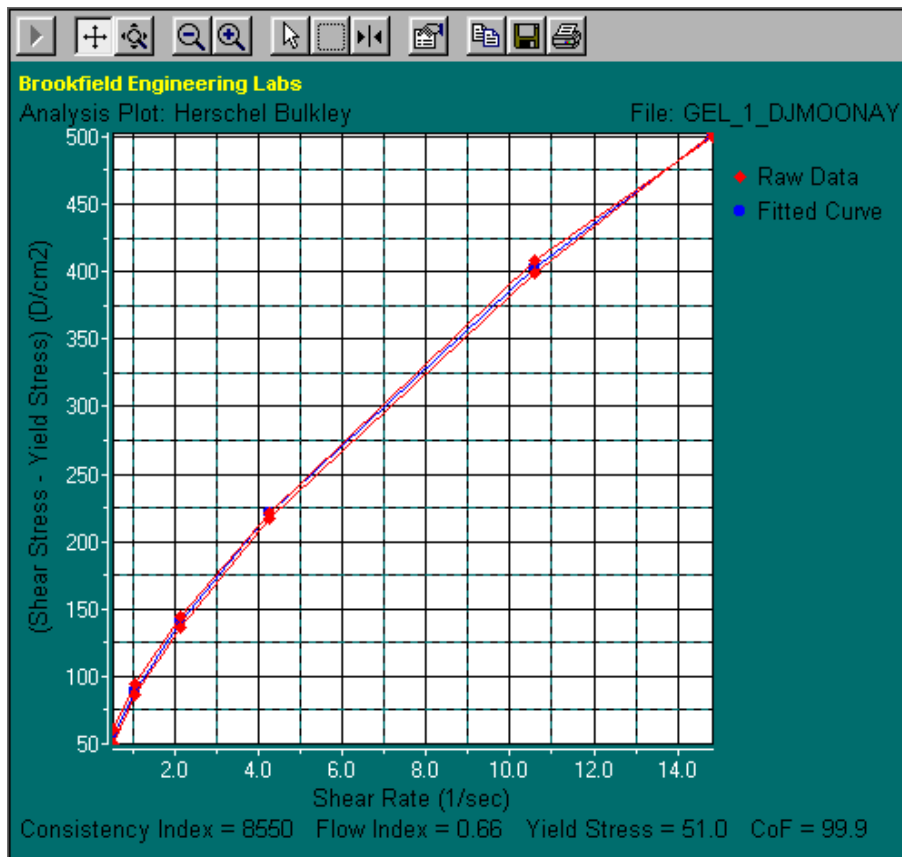 Brookfield Engineering Labs
Analysis Plot: Herschel Bulkley File: GEL_1_DJMOONAY
(Shear Stress - Yield Stress) (D/cm2)
500
450
400
350
300
250
200
150
100
50
2.0 4.0 6.0 8.0 10.0 12.0 14.0
Shear Rate (1/sec)
Raw Data
Fitted Curve
Consistency Index = 8550 Flow Index = 0.66 Yield Stress = 51.0 CoF = 99.9